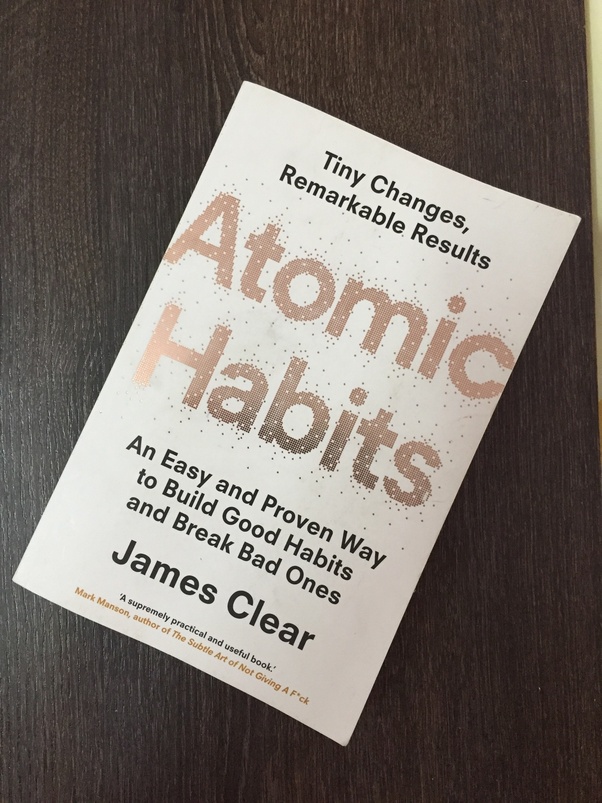 Tiny Changes,
Remarkable Results
Atomic
Habits
An Easy and Proven Way
to Build Good Habits
and Break Bad Ones
James Clear
'A supremely practical and useful book.'
Mark Manson, author of The Subtle Art of Not Giving A F*ck